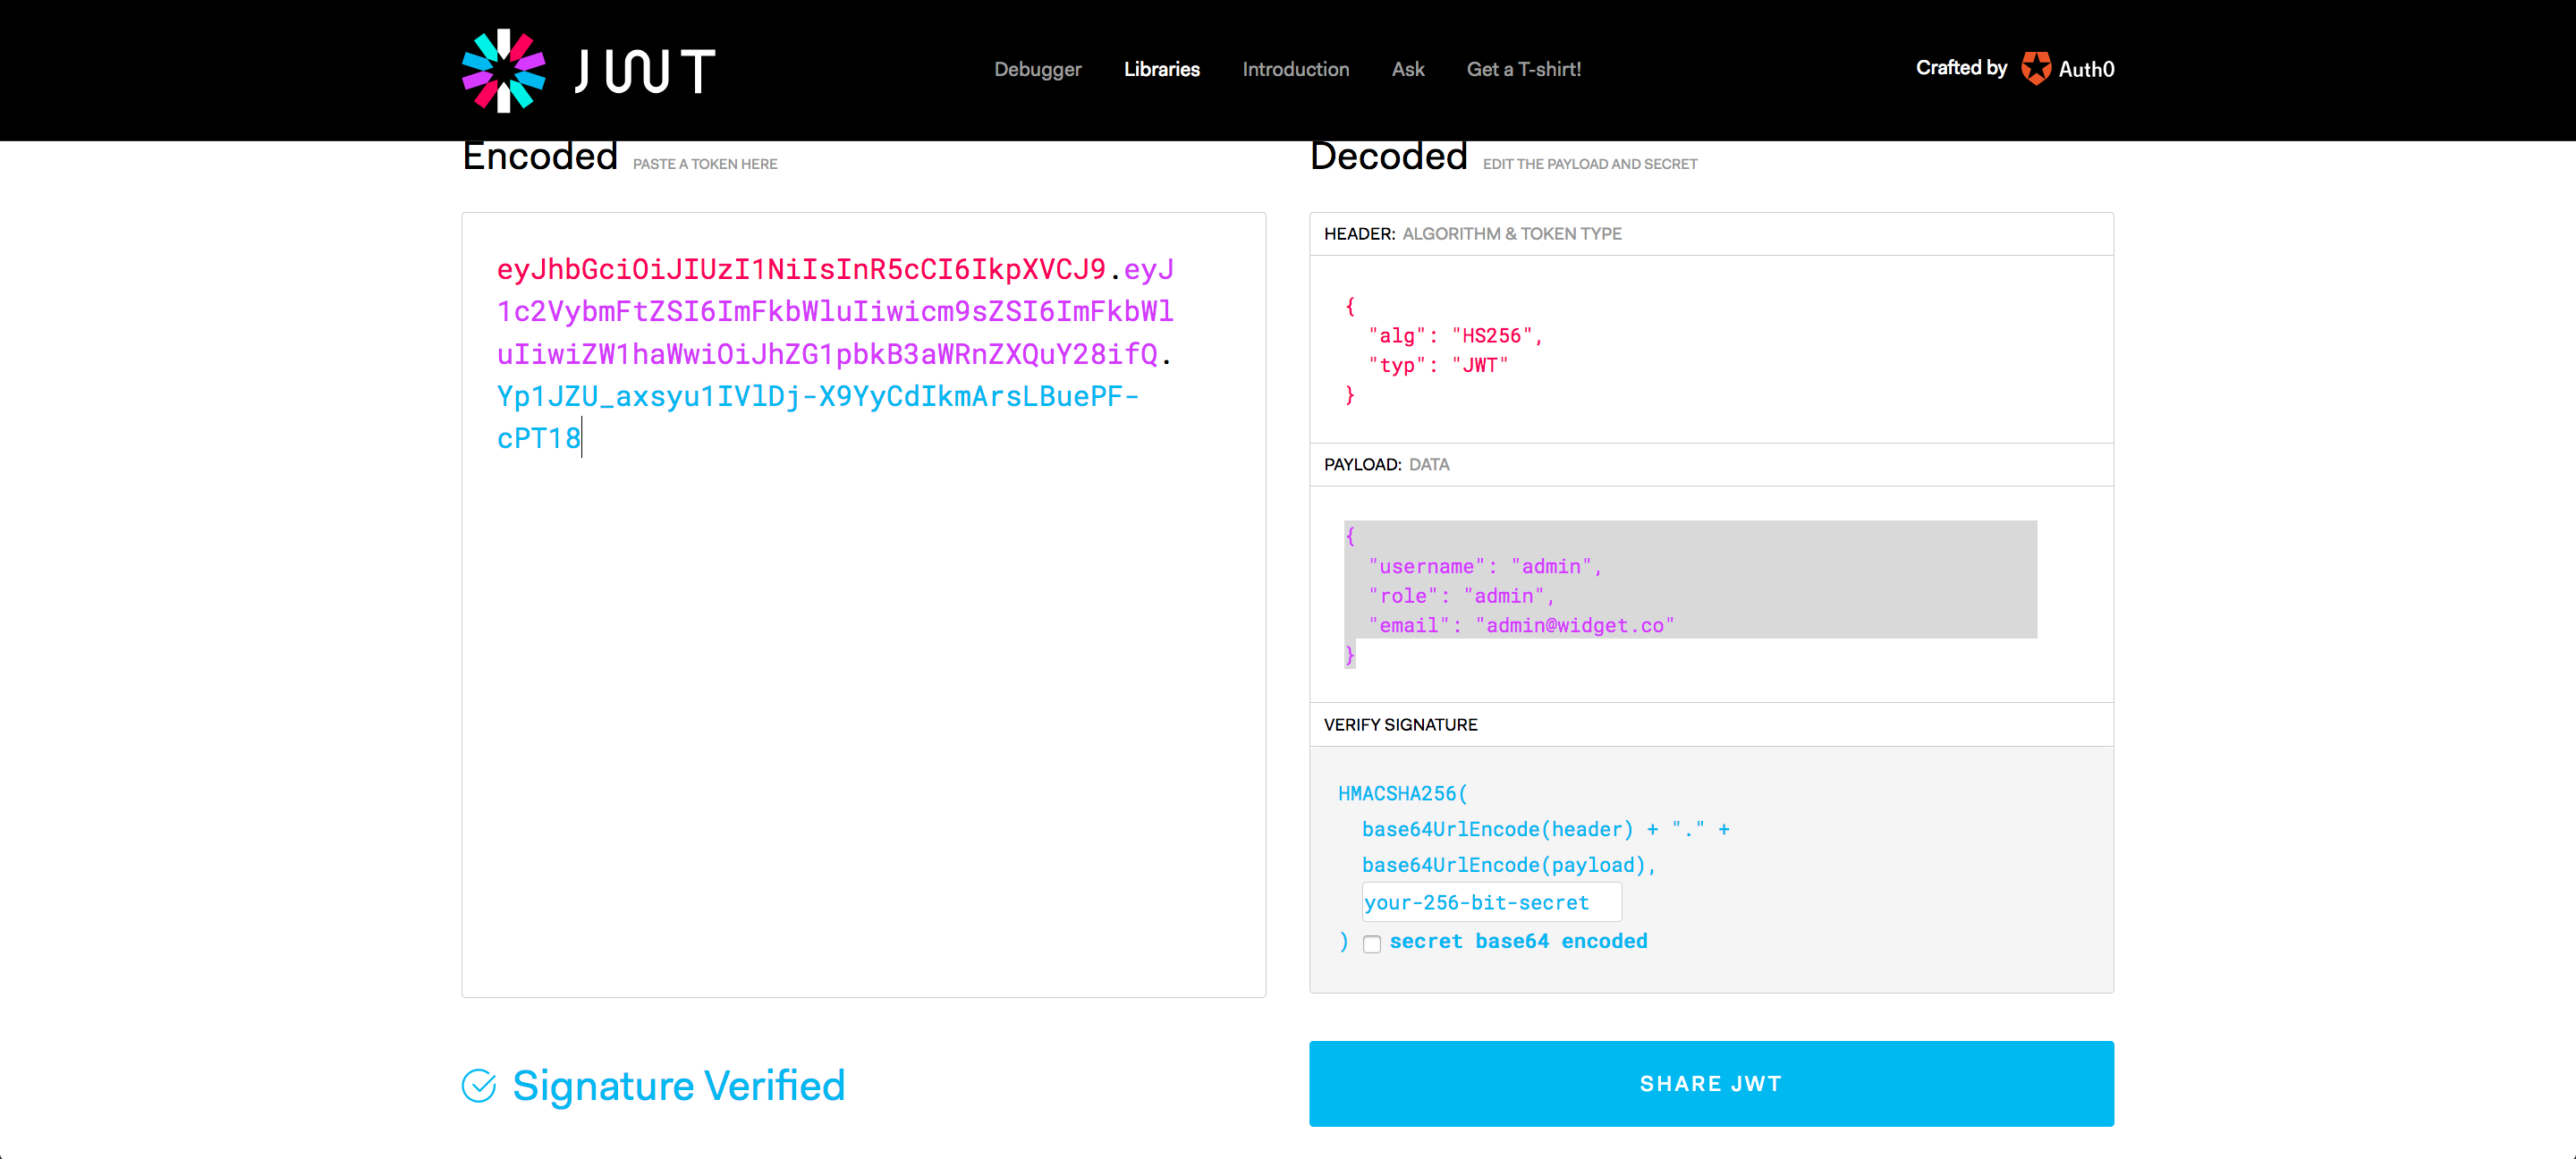 JWT
Debugger Libraries Introduction Ask Get a T-shirt!
Crafted by Auth0
Encoded PASTE A TOKEN HERE
eyJhbGciOiJIUzI1NiIsInR5cCI6IkpXVCJ9.eyJ
1c2VybmFtZSI6ImFkbWluIiwicm9sZSI6ImFkbWl
uIiwiZW1haWwiOiJhZG1pbkB3aWRnZXQuY28ifQ.
Yp1JZU_axsyu1IVlDj-X9YyCdIkmArsLBuePF-
cPT18
Decoded EDIT THE PAYLOAD AND SECRET
HEADER: ALGORITHM & TOKEN TYPE
{
"alg": "HS256",
"typ": "JWT"
}
PAYLOAD: DATA
{
"username": "admin",
"role": "admin",
"email": "admin@widget.co"
}
VERIFY SIGNATURE
HMACSHA256(
base64UrlEncode(header) + "." +
base64UrlEncode(payload),
your-256-bit-secret
) secret base64 encoded
Signature Verified
SHARE JWT